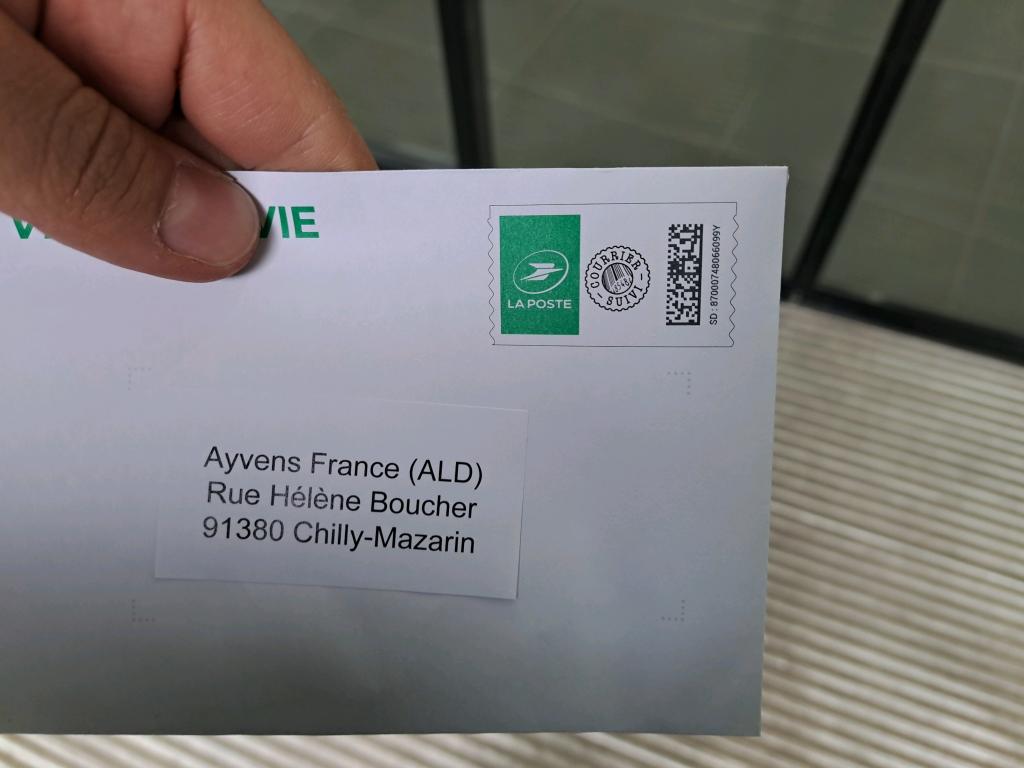 VIE
LA POSTE
COURRIER -
SUIVI -
SD : 87000748066099Y
Ayvens France (ALD)
Rue Hélène Boucher
91380 Chilly-Mazarin